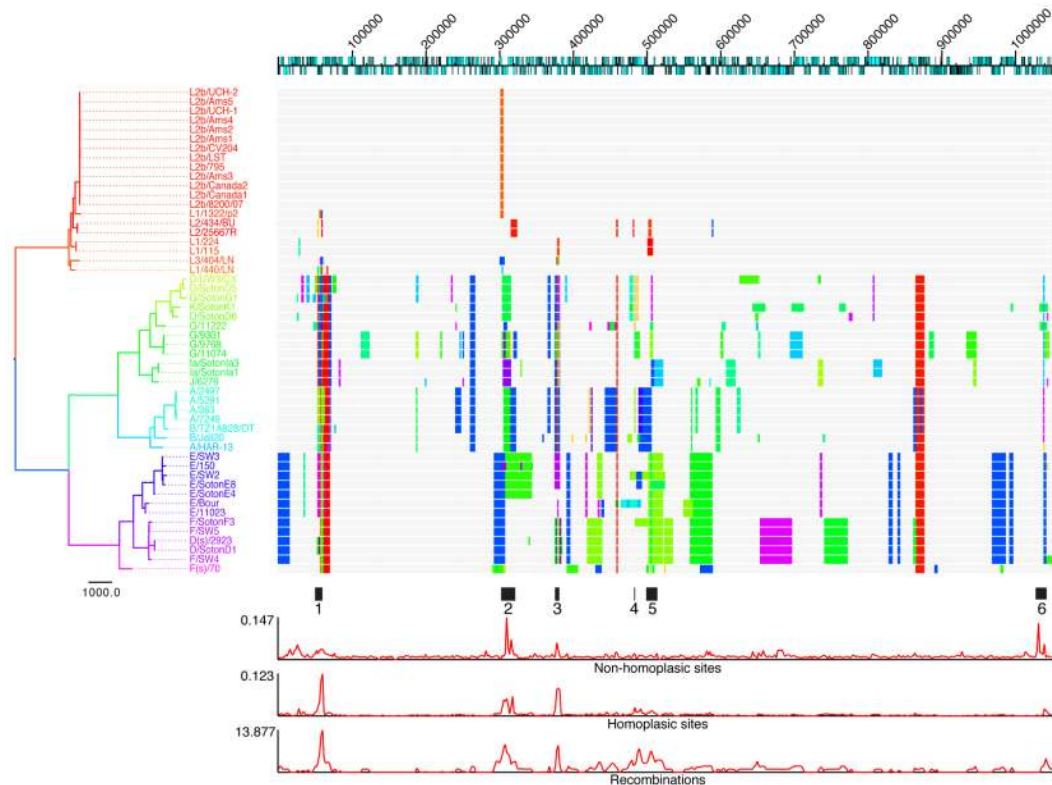 100000 200000 300000 400000 500000 600000 700000 800000 900000 1000000
L2b/UCH-2
L2b/Ams5
L2b/UCH-1
L2b/Ams4
L2b/Ams2
L2b/Ams1
L2b/CV204
L2b/LST
L2b/795
L2b/Ams3
L2b/Canada2
L2b/Canada1
L2b/8200/07
L1/1322/p2
L2/434/BU
L2/25667R
L1/224
L1/115
L3/404/LN
L1/440/LN
D/UW3/CX
D/SotonD5
G/SotonG1
K/SotonK1
D/SotonD6
G/11222
G/9301
G/9768
G/11074
Ia/SotonIa3
Ia/SotonIa1
J/6276
A/2497
A/5291
A/363
A/7249
B/TZ1A828/OT
B/Jali20
A/HAR-13
E/SW3
E/150
E/SW2
E/SotonE8
E/SotonE4
E/Bour
E/11023
F/SotonF3
F/SW5
D(s)/2923
D/SotonD1
F/SW4
F(s)/70
1000.0
1 2 3 4 5 6
0.147
Non-homoplasic sites
0.123
Homoplasic sites
13.877
Recombinations